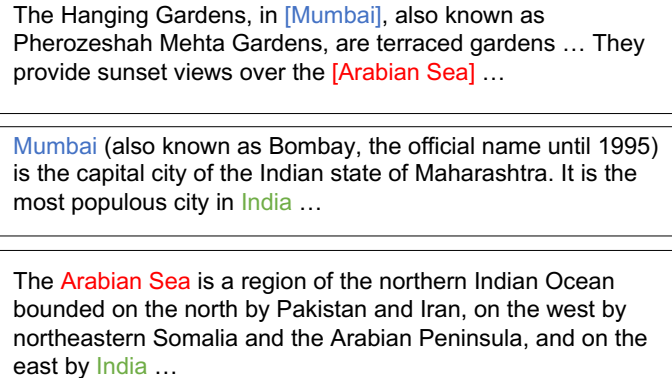 The Hanging Gardens, in [Mumbai], also known as
Pherozeshah Mehta Gardens, are terraced gardens … They
provide sunset views over the [Arabian Sea] …
Mumbai (also known as Bombay, the official name until 1995)
is the capital city of the Indian state of Maharashtra. It is the
most populous city in India …
The Arabian Sea is a region of the northern Indian Ocean
bounded on the north by Pakistan and Iran, on the west by
northeastern Somalia and the Arabian Peninsula, and on the
east by India …